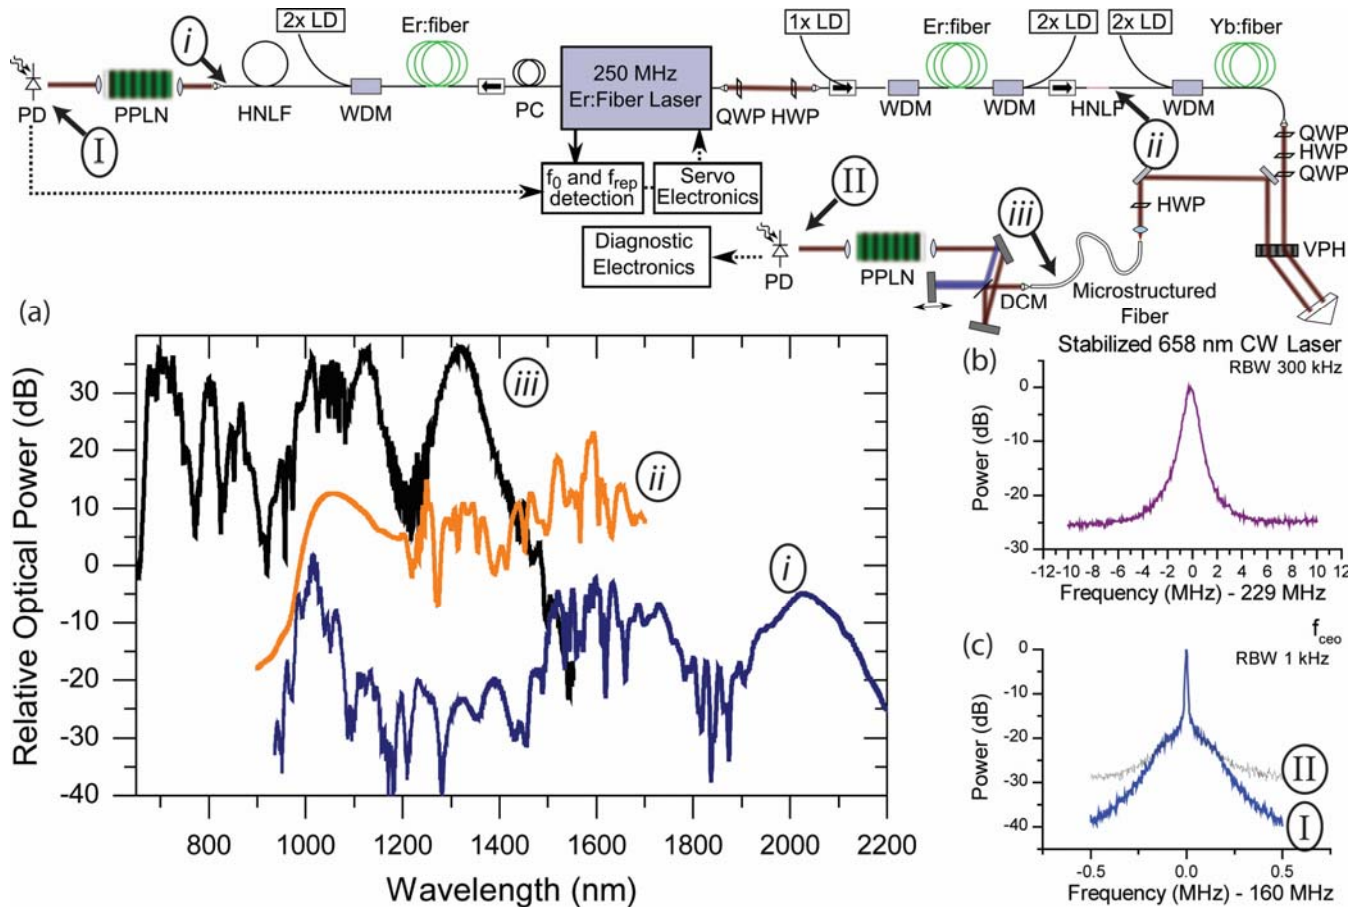 2x LD
Er:fiber
1x LD
Er:fiber
2x LD
2x LD
Yb:fiber
i
250 MHz
Er:Fiber Laser
PD
PPLN
HNLF
WDM
PC
QWP HWP
WDM
WDM
HNLF
WDM
I
ii
QWP
HWP
QWP
f0 and frep
detection
Servo
Electronics
II
iii
HWP
Diagnostic
Electronics
VPH
PD
PPLN
DCM
Microstructured
Fiber
(a)
Relative Optical Power (dB)
30
20
10
0
-10
-20
-30
-40
iii
ii
i
800
1000
1200
1400
1600
1800
2000
2200
Wavelength (nm)
(b)
Stabilized 658 nm CW Laser
RBW 300 kHz
Power (dB)
0
-10
-20
-30
-12 -10 -8 -6 -4 -2 0 2 4 6 8 10 12
Frequency (MHz) - 229 MHz
(c)
fceo
RBW 1 kHz
Power (dB)
0
-10
-20
-30
-40
II
I
-0.5
0.0
0.5
Frequency (MHz) - 160 MHz